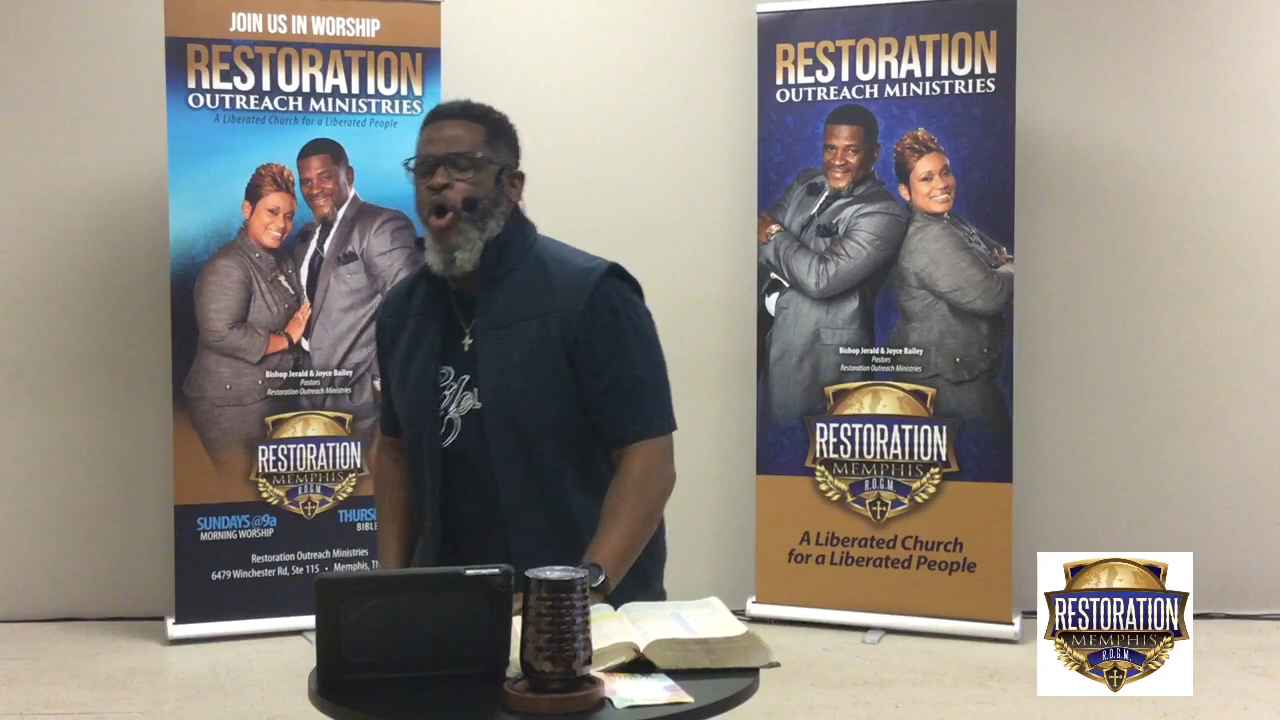 JOIN US IN WORSHIP
RESTORATION
OUTREACH MINISTRIES
A Liberated Church for a Liberated People
Bishop Jerald & Joyce Bailey
Pastors
Restoration Outreach Ministries
RESTORATION
MEMPHIS
R.O.G.M.
SUNDAYS @9a
MORNING WORSHIP
THURS
BIBLE
Restoration Outreach Ministries
6479 Winchester Rd, Ste 115 • Memphis, TN
RESTORATION
OUTREACH MINISTRIES
Bishop Jerald & Joyce Bailey
Pastors
Restoration Outreach Ministries
RESTORATION
MEMPHIS
R.O.G.M.
A Liberated Church
for a Liberated People
RESTORATION
MEMPHIS
R.O.G.M.